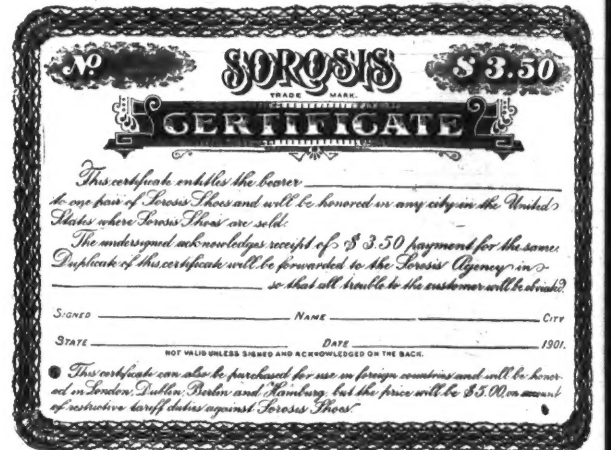 No
SOROSIS
$ 3.50
TRADE MARK.
CERTIFICATE
This certificate entitles the bearer
to one pair of Sorosis Shoes and will be honored in any city in the United
States where Sorosis Shoes are sold.
The undersigned acknowledges receipt of $ 3.50 payment for the same.
Duplicate of this certificate will be forwarded to the Sorosis Agency in
so that all trouble to the customer will be obviated.
SIGNED NAME CITY
STATE DATE 1901.
NOT VALID UNLESS SIGNED AND ACKNOWLEDGED ON THE BACK.
This certificate can also be purchased for use in foreign countries and will be honor-
ed in London, Dublin, Berlin and Hamburg, but the price will be $5.00, on account
of restrictive tariff duties against Sorosis Shoes.